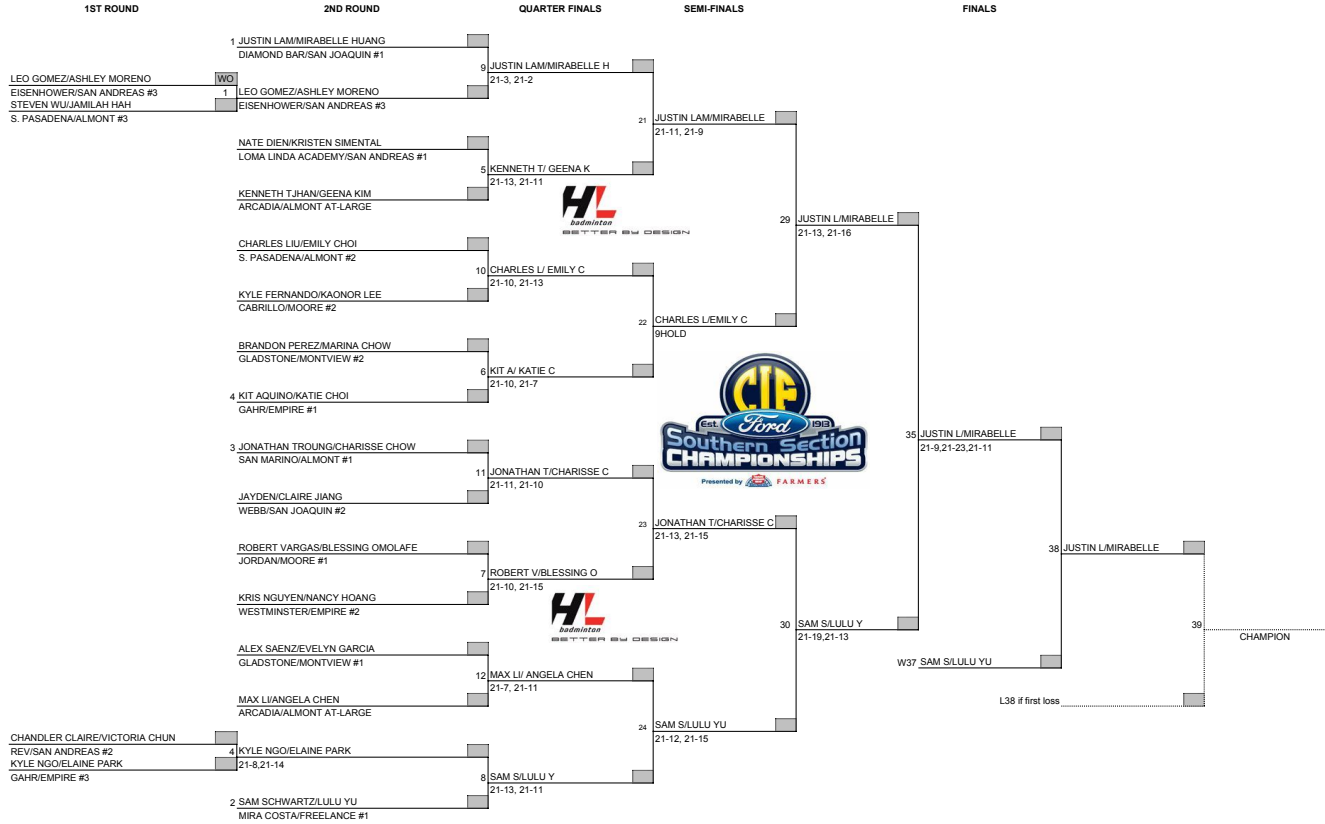 1ST ROUND
2ND ROUND
QUARTER FINALS
SEMI-FINALS
FINALS
1 JUSTIN LAM/MIRABELLE HUANG
DIAMOND BAR/SAN JOAQUIN #1
9 JUSTIN LAM/MIRABELLE H
21-3, 21-2
LEO GOMEZ/ASHLEY MORENO WO
EISENHOWER/SAN ANDREAS #3
1 LEO GOMEZ/ASHLEY MORENO
EISENHOWER/SAN ANDREAS #3
STEVEN WU/JAMILAH HAH
S. PASADENA/ALMONT #3
21 JUSTIN LAM/MIRABELLE
21-11, 21-9
NATE DIEN/KRISTEN SIMENTAL
LOMA LINDA ACADEMY/SAN ANDREAS #1
5 KENNETH T/ GEENA K
21-13, 21-11
KENNETH TJHAN/GEENA KIM
ARCADIA/ALMONT AT-LARGE
HL
badminton
BETTER BY DESIGN
29 JUSTIN L/MIRABELLE
21-13, 21-16
CHARLES LIU/EMILY CHOI
S. PASADENA/ALMONT #2
10 CHARLES L/ EMILY C
21-10, 21-13
KYLE FERNANDO/KAONOR LEE
CABRILLO/MOORE #2
22 CHARLES L/EMILY C
9HOLD
BRANDON PEREZ/MARINA CHOW
GLADSTONE/MONTVIEW #2
6 KIT A/ KATIE C
21-10, 21-7
4 KIT AQUINO/KATIE CHOI
GAHR/EMPIRE #1
CIF
Est. Ford 1913
Southern Section
CHAMPIONSHIPS
Presented by FARMERS
35 JUSTIN L/MIRABELLE
21-9,21-23,21-11
3 JONATHAN TROUNG/CHARISSE CHOW
SAN MARINO/ALMONT #1
11 JONATHAN T/CHARISSE C
21-11, 21-10
JAYDEN/CLAIRE JIANG
WEBB/SAN JOAQUIN #2
23 JONATHAN T/CHARISSE C
21-13, 21-15
ROBERT VARGAS/BLESSING OMOLAFE
JORDAN/MOORE #1
38 JUSTIN L/MIRABELLE
7 ROBERT V/BLESSING O
21-10, 21-15
KRIS NGUYEN/NANCY HOANG
WESTMINSTER/EMPIRE #2
HL
badminton
BETTER BY DESIGN
30 SAM S/LULU Y
21-19,21-13
39
CHAMPION
ALEX SAENZ/EVELYN GARCIA
GLADSTONE/MONTVIEW #1
W37 SAM S/LULU YU
12 MAX LI/ ANGELA CHEN
21-7, 21-11
MAX LI/ANGELA CHEN
ARCADIA/ALMONT AT-LARGE
L38 if first loss
24 SAM S/LULU YU
21-12, 21-15
CHANDLER CLAIRE/VICTORIA CHUN
REV/SAN ANDREAS #2
4 KYLE NGO/ELAINE PARK
21-8,21-14
KYLE NGO/ELAINE PARK
GAHR/EMPIRE #3
8 SAM S/LULU Y
21-13, 21-11
2 SAM SCHWARTZ/LULU YU
MIRA COSTA/FREELANCE #1